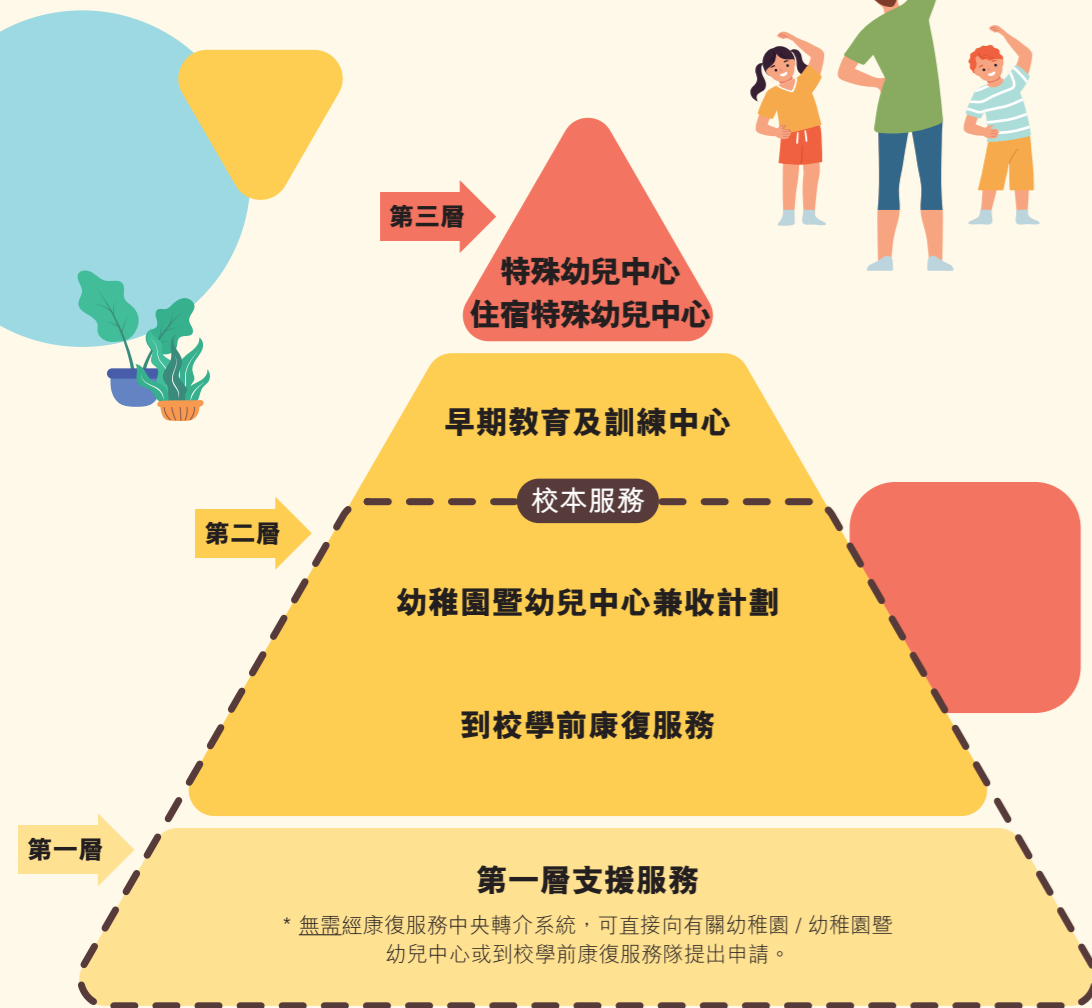 第三層
特殊幼兒中心
住宿特殊幼兒中心
早期教育及訓練中心
校本服務
第二層
幼稚園暨幼兒中心兼收計劃
到校學前康復服務
第一層
第一層支援服務
* 無需經康復服務中央轉介系統，可直接向有關幼稚園 / 幼稚園暨
幼兒中心或到校學前康復服務隊提出申請。